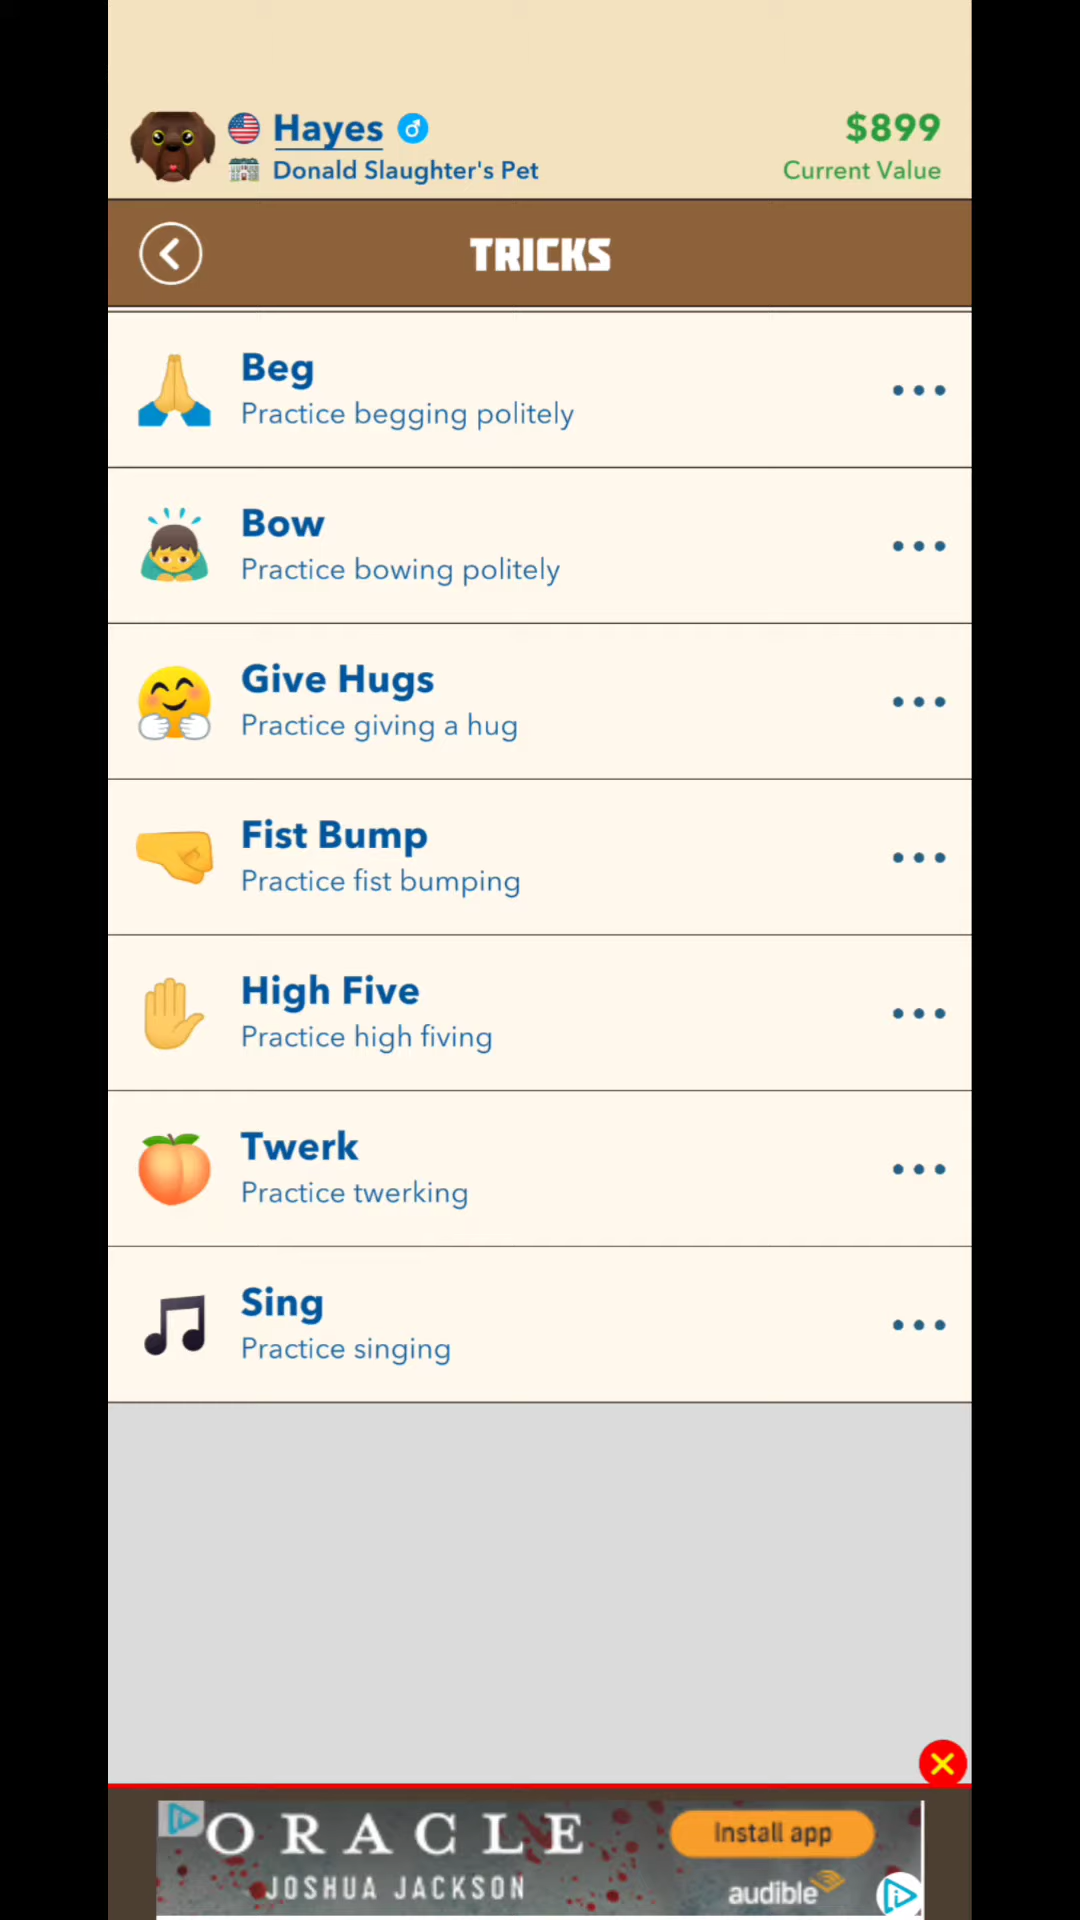 Hayes
$899
Donald Slaughter's Pet
Current Value
TRICKS
Beg
Practice begging politely
Bow
Practice bowing politely
Give Hugs
Practice giving a hug
Fist Bump
Practice fist bumping
High Five
Practice high fiving
Twerk
Practice twerking
Sing
Practice singing
ORACLE
Install app
JOSHUA JACKSON
audible